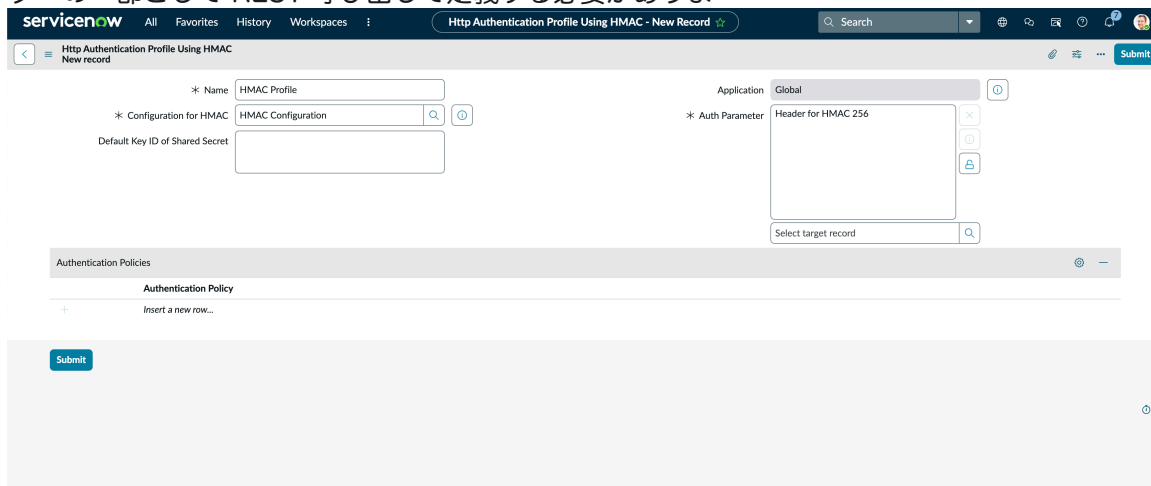 servicenow All Favorites History Workspaces Http Authentication Profile Using HMAC - New Record Search 7
Http Authentication Profile Using HMAC
New record
Submit
Name HMAC Profile
Application Global
Configuration for HMAC HMAC Configuration
Auth Parameter Header for HMAC 256
Default Key ID of Shared Secret
Select target record
Authentication Policies
Authentication Policy
Insert a new row...
Submit